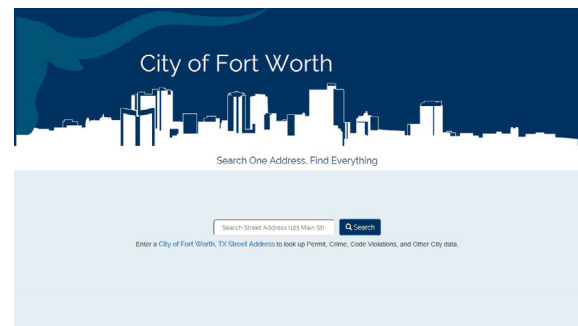 City of Fort Worth
Search One Address, Find Everything
Search Street Address (123 Main St)
Search
Enter a City of Fort Worth, TX Street Address to look up Permit, Crime, Code Violations, and Other City data.